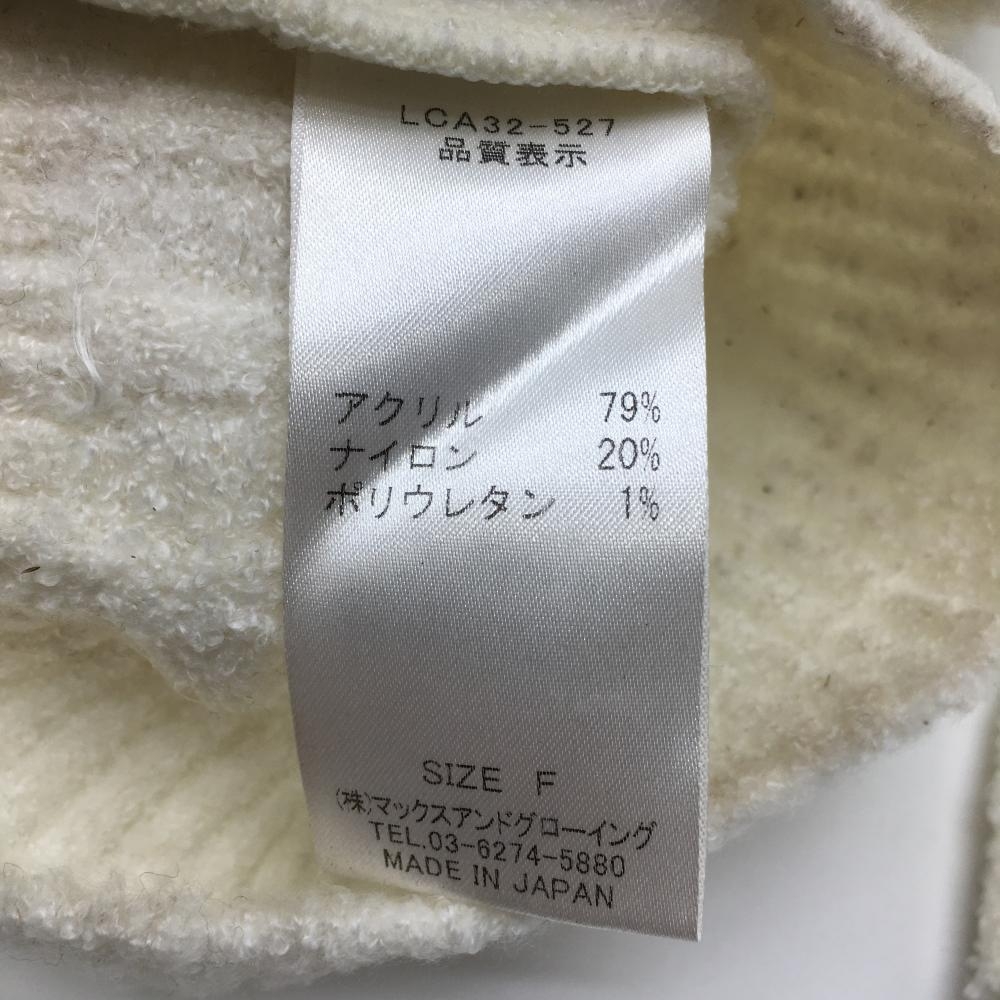 LCA32-527
品質表示
アクリル 79%
ナイロン 20%
ポリウレタン 1%
SIZE F
(株)マックスアンドグローイング
TEL.03-6274-5880
MADE IN JAPAN